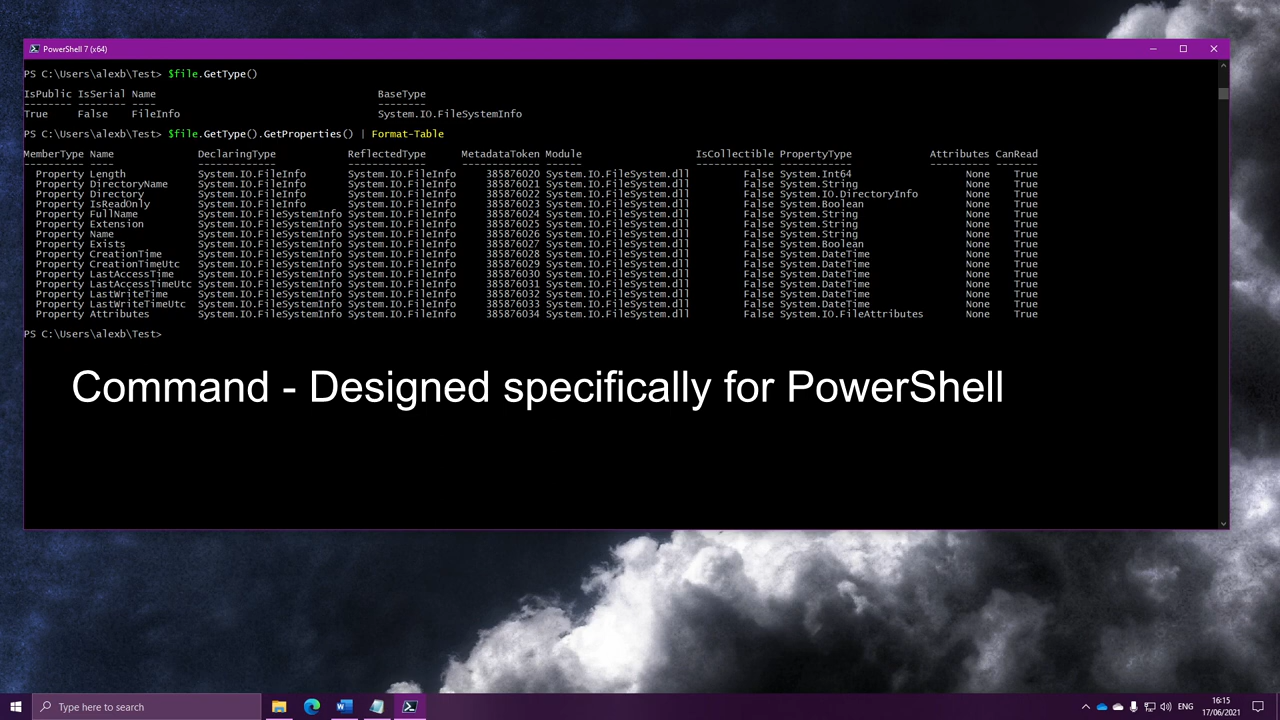 PowerShell 7 (x64)
PS C:\Users\alexb\Test> $file.GetType()
IsPublic IsSerial Name BaseType
-------- -------- ---- --------
True False FileInfo System.IO.FileSystemInfo
PS C:\Users\alexb\Test> $file.GetType().GetProperties() | Format-Table
MemberType Name DeclaringType ReflectedType MetadataToken Module IsCollectible PropertyType Attributes CanRead
---------- ---- ------------- ------------- ------------- ------ ------------- ------------ ---------- -------
Property Length System.IO.FileInfo System.IO.FileInfo 385876020 System.IO.FileSystem.dll False System.Int64 None True
Property DirectoryName System.IO.FileInfo System.IO.FileInfo 385876021 System.IO.FileSystem.dll False System.String None True
Property Directory System.IO.FileInfo System.IO.FileInfo 385876022 System.IO.FileSystem.dll False System.IO.DirectoryInfo None True
Property IsReadOnly System.IO.FileInfo System.IO.FileInfo 385876023 System.IO.FileSystem.dll False System.Boolean None True
Property FullName System.IO.FileSystemInfo System.IO.FileInfo 385876024 System.IO.FileSystem.dll False System.String None True
Property Extension System.IO.FileSystemInfo System.IO.FileInfo 385876025 System.IO.FileSystem.dll False System.String None True
Property Name System.IO.FileSystemInfo System.IO.FileInfo 385876026 System.IO.FileSystem.dll False System.String None True
Property Exists System.IO.FileSystemInfo System.IO.FileInfo 385876027 System.IO.FileSystem.dll False System.Boolean None True
Property CreationTime System.IO.FileSystemInfo System.IO.FileInfo 385876028 System.IO.FileSystem.dll False System.DateTime None True
Property CreationTimeUtc System.IO.FileSystemInfo System.IO.FileInfo 385876029 System.IO.FileSystem.dll False System.DateTime None True
Property LastAccessTime System.IO.FileSystemInfo System.IO.FileInfo 385876030 System.IO.FileSystem.dll False System.DateTime None True
Property LastAccessTimeUtc System.IO.FileSystemInfo System.IO.FileInfo 385876031 System.IO.FileSystem.dll False System.DateTime None True
Property LastWriteTime System.IO.FileSystemInfo System.IO.FileInfo 385876032 System.IO.FileSystem.dll False System.DateTime None True
Property LastWriteTimeUtc System.IO.FileSystemInfo System.IO.FileInfo 385876033 System.IO.FileSystem.dll False System.DateTime None True
Property Attributes System.IO.FileSystemInfo System.IO.FileInfo 385876034 System.IO.FileSystem.dll False System.IO.FileAttributes None True
PS C:\Users\alexb\Test>
Command - Designed specifically for PowerShell
Type here to search
ENG
16:15
17/06/2021